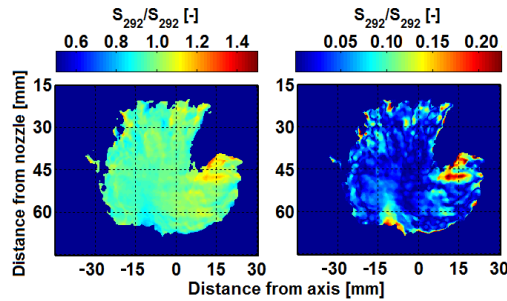 S292/S292 [-]
S292/S292 [-]
0.6 0.8 1.0 1.2 1.4
0.05 0.10 0.15 0.20
Distance from nozzle [mm]
15
30
45
60
15
30
45
60
-30 -15 0 15 30
-30 -15 0 15 30
Distance from axis [mm]